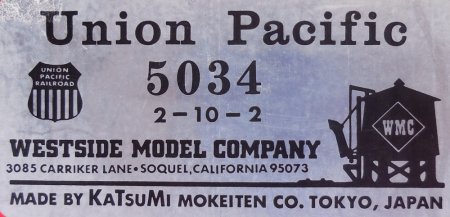 Union Pacific
UNION
PACIFIC
RAILROAD
5034
2-10-2
WMC
WESTSIDE MODEL COMPANY
3085 CARRIKER LANE • SOQUEL, CALIFORNIA 95073
MADE BY KATSUMI MOKEITEN CO. TOKYO, JAPAN